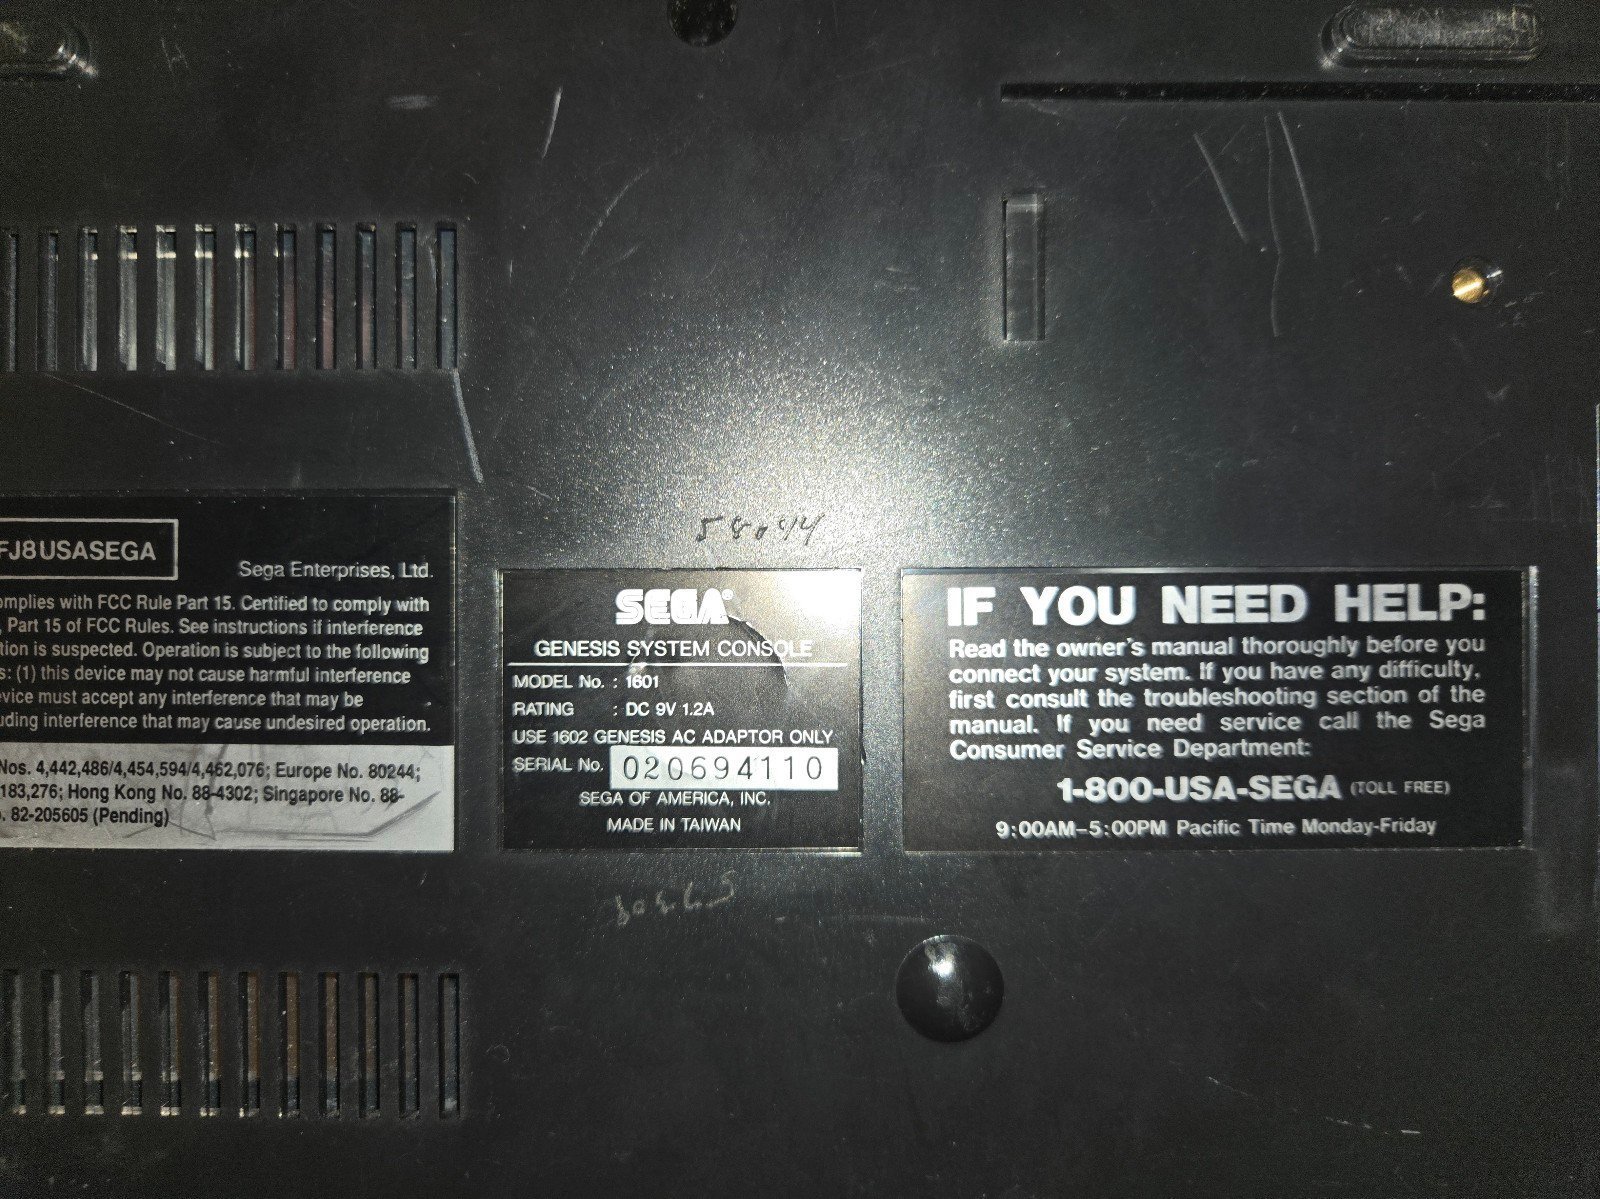 58044
FJ8USASEGA
Sega Enterprises, Ltd.
complies with FCC Rule Part 15. Certified to comply with
, Part 15 of FCC Rules. See instructions if interference
is suspected. Operation is subject to the following
s: (1) this device may not cause harmful interference
device must accept any interference that may be
interference that may cause undesired operation.
Nos. 4,442,486/4,454,594/4,462,076; Europe No. 80244;
183,276; Hong Kong No. 88-4302; Singapore No. 88-
. 82-205605 (Pending)
SEGA®
GENESIS SYSTEM CONSOLE
MODEL No. : 1601
RATING : DC 9V 1.2A
USE 1602 GENESIS AC ADAPTOR ONLY
SERIAL No. 020694110
SEGA OF AMERICA, INC.
MADE IN TAIWAN
IF YOU NEED HELP:
Read the owner's manual thoroughly before you
connect your system. If you have any difficulty,
first consult the troubleshooting section of the
manual. If you need service call the Sega
Consumer Service Department:
1-800-USA-SEGA (TOLL FREE)
9:00AM–5:00PM Pacific Time Monday-Friday